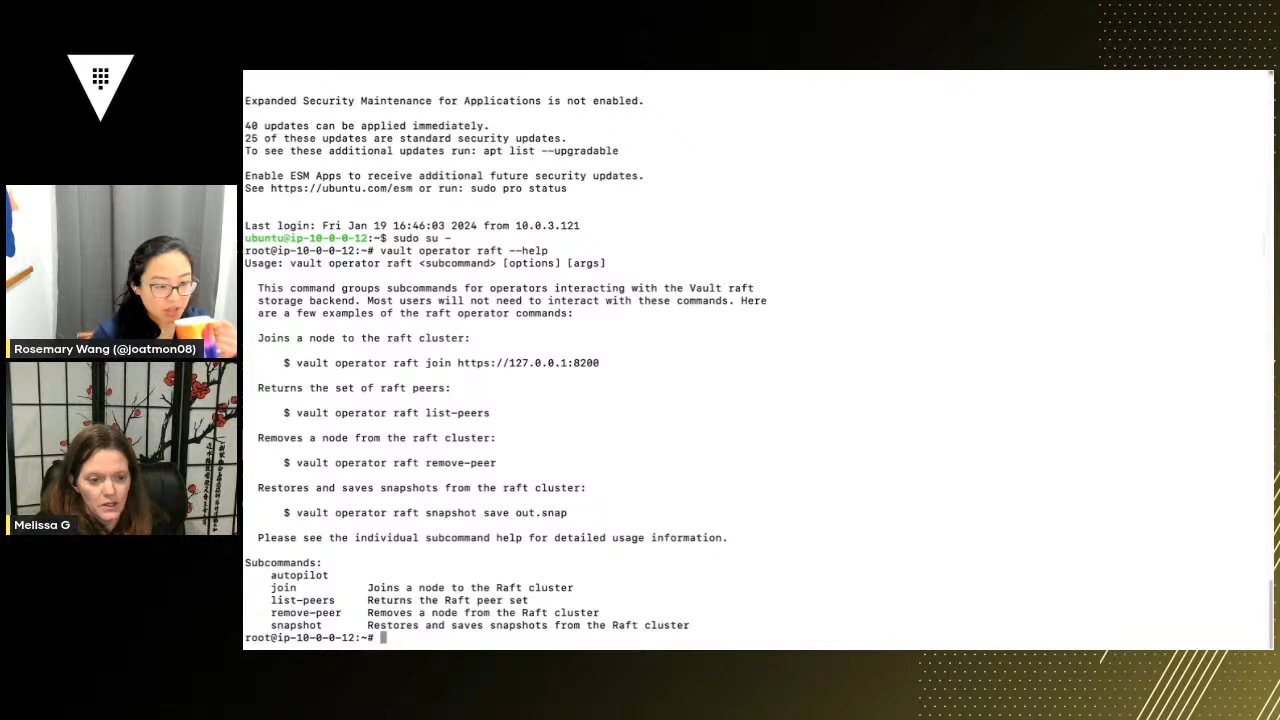 Expanded Security Maintenance for Applications is not enabled.
40 updates can be applied immediately.
25 of these updates are standard security updates.
To see these additional updates run: apt list --upgradable
Enable ESM Apps to receive additional future security updates.
See https://ubuntu.com/esm or run: sudo pro status
Last login: Fri Jan 19 16:46:03 2024 from 10.0.3.121
ubuntu@ip-10-0-0-12:~$ sudo su -
root@ip-10-0-0-12:~# vault operator raft --help
Usage: vault operator raft <subcommand> [options] [args]
This command groups subcommands for operators interacting with the Vault raft
storage backend. Most users will not need to interact with these commands. Here
are a few examples of the raft operator commands:
Joins a node to the raft cluster:
$ vault operator raft join https://127.0.0.1:8200
Returns the set of raft peers:
$ vault operator raft list-peers
Removes a node from the raft cluster:
$ vault operator raft remove-peer
Restores and saves snapshots from the raft cluster:
$ vault operator raft snapshot save out.snap
Please see the individual subcommand help for detailed usage information.
Subcommands:
autopilot
join Joins a node to the Raft cluster
list-peers Returns the Raft peer set
remove-peer Removes a node from the Raft cluster
snapshot Restores and saves snapshots from the Raft cluster
root@ip-10-0-0-12:~#
Rosemary Wang (@joatmon08)
Melissa G